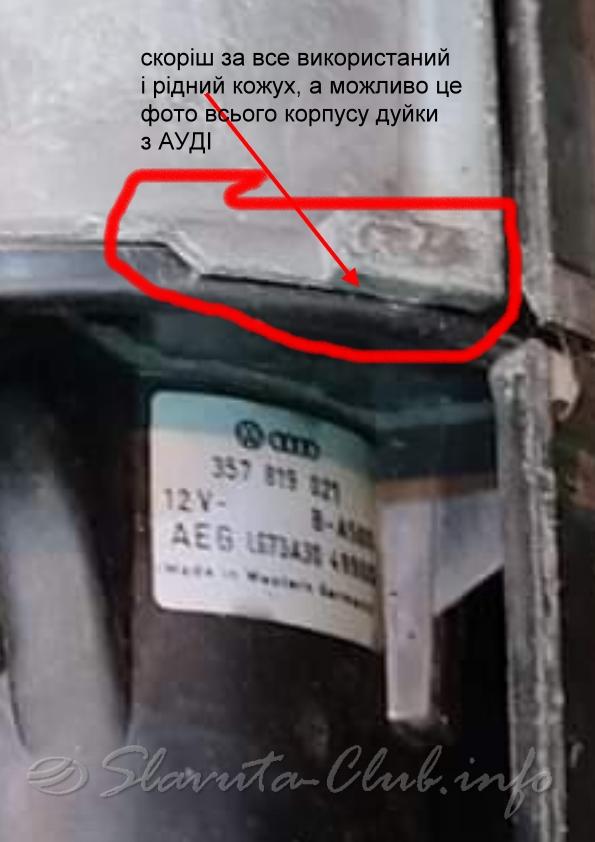 скоріш за все використаний
і рідний кожух, а можливо це
фото всього корпусу дуйки
з АУДІ
357 819 021
12V-
AEG
Made in Western Germany
Slavuta-Club.info